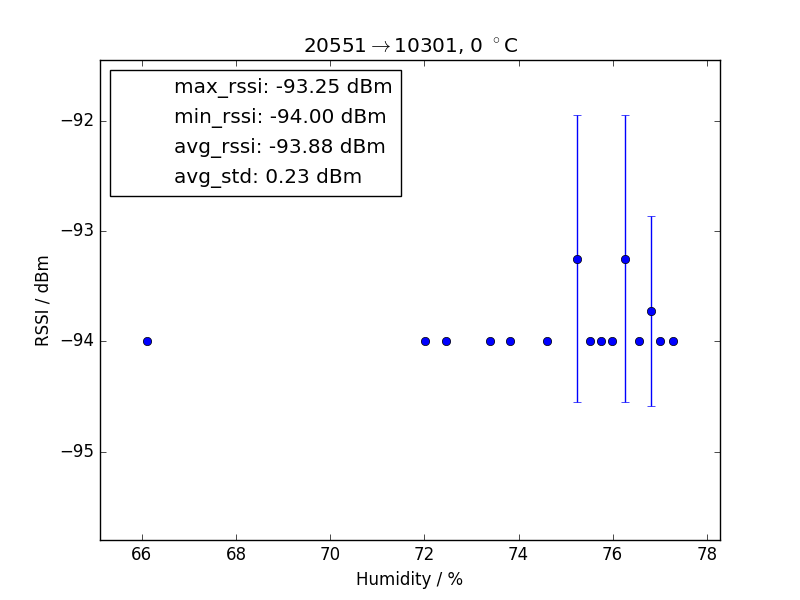 20551→10301, 0 °C
max_rssi: -93.25 dBm
min_rssi: -94.00 dBm
avg_rssi: -93.88 dBm
avg_std: 0.23 dBm
RSSI / dBm
−92
−93
−94
−95
66 68 70 72 74 76 78
Humidity / %